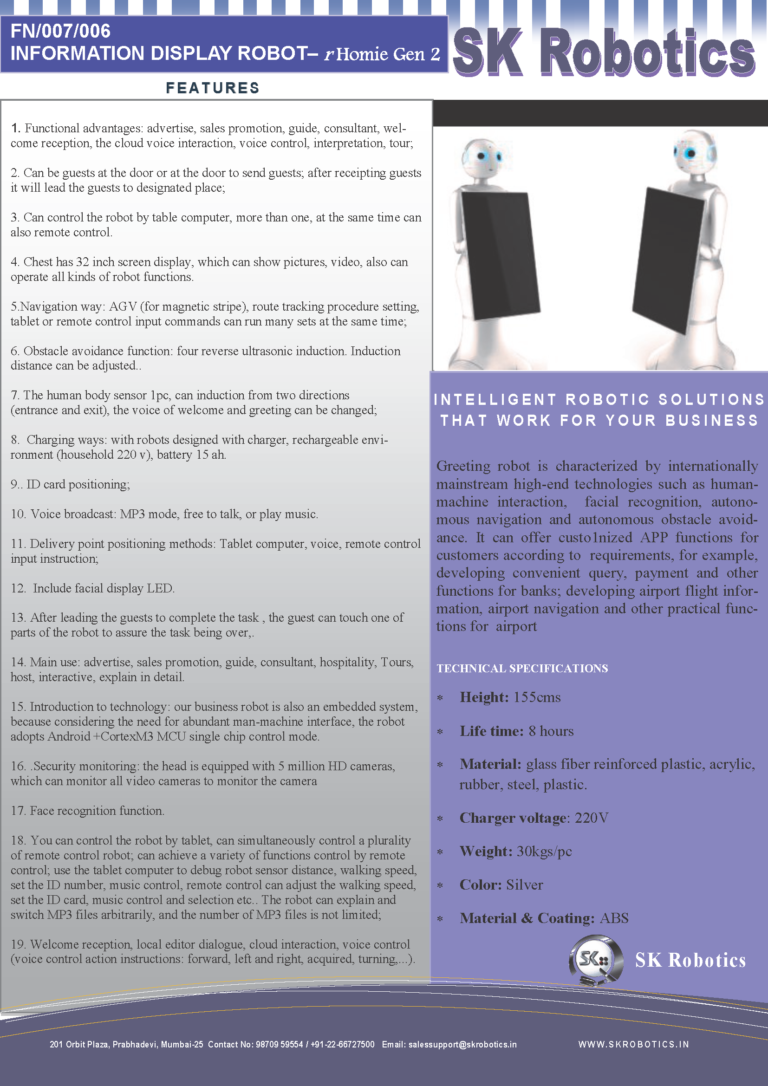 FN/007/006
INFORMATION DISPLAY ROBOT– r Homie Gen 2
SK Robotics
FEATURES
1. Functional advantages: advertise, sales promotion, guide, consultant, wel-
come reception, the cloud voice interaction, voice control, interpretation, tour;
2. Can be guests at the door or at the door to send guests; after receipting guests
it will lead the guests to designated place;
3. Can control the robot by table computer, more than one, at the same time can
also remote control.
4. Chest has 32 inch screen display, which can show pictures, video, also can
operate all kinds of robot functions.
5.Navigation way: AGV (for magnetic stripe), route tracking procedure setting,
tablet or remote control input commands can run many sets at the same time;
6. Obstacle avoidance function: four reverse ultrasonic induction. Induction
distance can be adjusted..
7. The human body sensor 1pc, can induction from two directions
(entrance and exit), the voice of welcome and greeting can be changed;
8. Charging ways: with robots designed with charger, rechargeable envi-
ronment (household 220 v), battery 15 ah.
9.. ID card positioning;
10. Voice broadcast: MP3 mode, free to talk, or play music.
11. Delivery point positioning methods: Tablet computer, voice, remote control
input instruction;
12. Include facial display LED.
13. After leading the guests to complete the task , the guest can touch one of
parts of the robot to assure the task being over,.
14. Main use: advertise, sales promotion, guide, consultant, hospitality, Tours,
host, interactive, explain in detail.
15. Introduction to technology: our business robot is also an embedded system,
because considering the need for abundant man-machine interface, the robot
adopts Android +CortexM3 MCU single chip control mode.
16. .Security monitoring: the head is equipped with 5 million HD cameras,
which can monitor all video cameras to monitor the camera
17. Face recognition function.
18. You can control the robot by tablet, can simultaneously control a plurality
of remote control robot; can achieve a variety of functions control by remote
control; use the tablet computer to debug robot sensor distance, walking speed,
set the ID number, music control, remote control can adjust the walking speed,
set the ID card, music control and selection etc.. The robot can explain and
switch MP3 files arbitrarily, and the number of MP3 files is not limited;
19. Welcome reception, local editor dialogue, cloud interaction, voice control
(voice control action instructions: forward, left and right, acquired, turning,...).
INTELLIGENT ROBOTIC SOLUTIONS
THAT WORK FOR YOUR BUSINESS
Greeting robot is characterized by internationally
mainstream high-end technologies such as human-
machine interaction, facial recognition, autono-
mous navigation and autonomous obstacle avoid-
ance. It can offer custo1nized APP functions for
customers according to requirements, for example,
developing convenient query, payment and other
functions for banks; developing airport flight infor-
mation, airport navigation and other practical func-
tions for airport
TECHNICAL SPECIFICATIONS
* Height: 155cms
* Life time: 8 hours
* Material: glass fiber reinforced plastic, acrylic,
rubber, steel, plastic.
* Charger voltage: 220V
* Weight: 30kgs/pc
* Color: Silver
* Material & Coating: ABS
SK
SK Robotics
201 Orbit Plaza, Prabhadevi, Mumbai-25 Contact No: 98709 59554 / +91-22-66727500 Email: salessupport@skrobotics.in
WWW.SKROBOTICS.IN